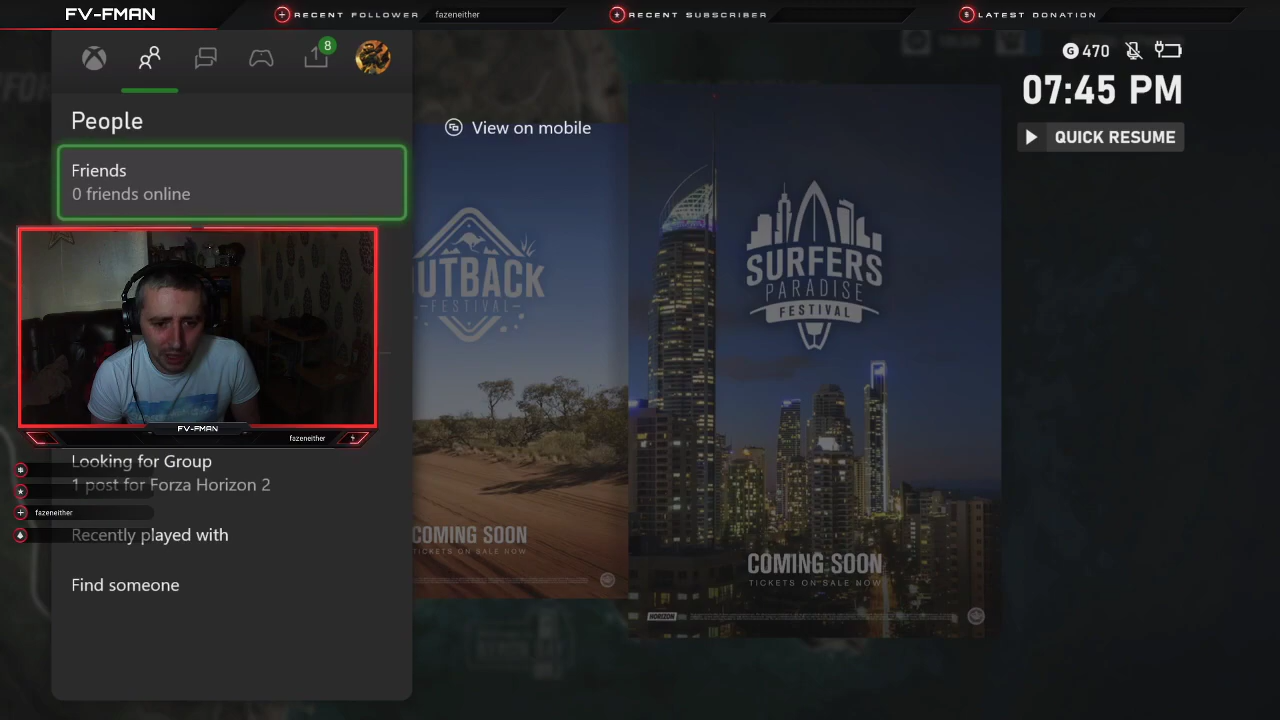 FV-FMAN
RECENT FOLLOWER fazeneither
RECENT SUBSCRIBER
LATEST DONATION
8
G 470
07:45 PM
QUICK RESUME
People
View on mobile
Friends
0 friends online
UTBACK
FESTIVAL
SURFERS
PARADISE
FESTIVAL
FV-FMAN
fazeneither
Looking for Group
1 post for Forza Horizon 2
fazeneither
Recently played with
Find someone
COMING SOON
TICKETS ON SALE NOW
COMING SOON
TICKETS ON SALE NOW
HORIZON